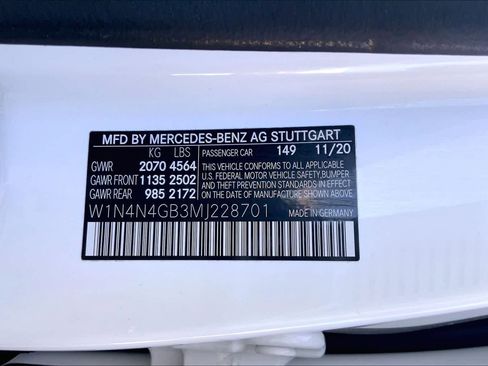 MFD BY MERCEDES-BENZ AG STUTTGART
KG LBS PASSENGER CAR 149 11/20
GVWR 2070 4564 THIS VEHICLE CONFORMS TO ALL APPLICABLE
U.S. FEDERAL MOTOR VEHICLE SAFETY, BUMPER
GAWR FRONT 1135 2502 AND THEFT PREVENTION STANDARDS IN EFFECT
GAWR REAR 985 2172 ON THE DATE OF MANUFACTURE SHOWN ABOVE
W1N4N4GB3MJ228701 MADE IN GERMANY